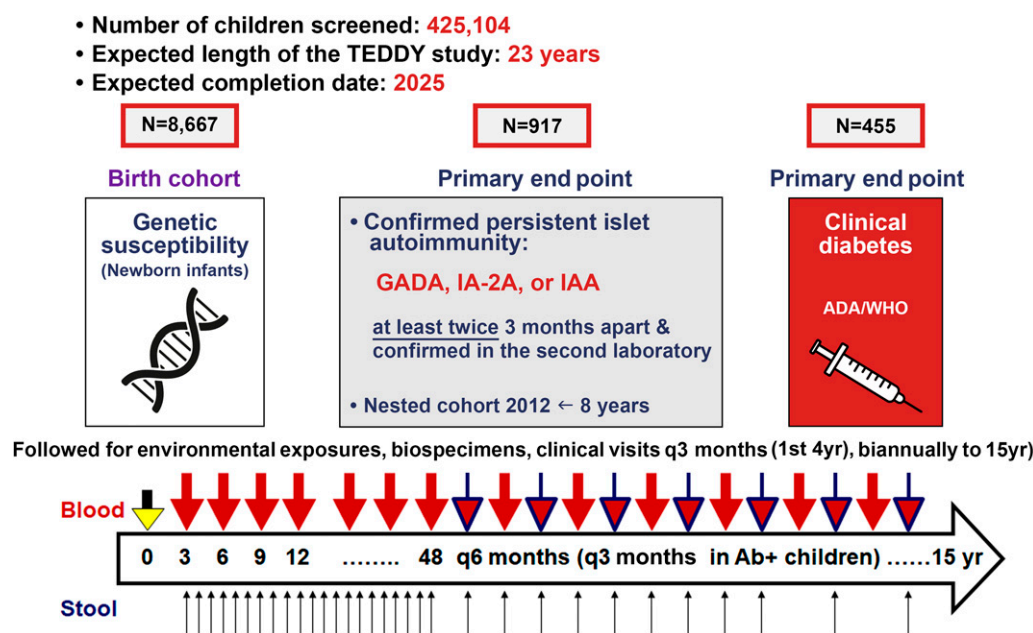 • Number of children screened: 425,104
• Expected length of the TEDDY study: 23 years
• Expected completion date: 2025
N=8,667
N=917
N=455
Birth cohort
Primary end point
Primary end point
Genetic
susceptibility
(Newborn infants)
• Confirmed persistent islet
autoimmunity:
GADA, IA-2A, or IAA
at least twice 3 months apart &
confirmed in the second laboratory
• Nested cohort 2012 ← 8 years
Clinical
diabetes
ADA/WHO
Followed for environmental exposures, biospecimens, clinical visits q3 months (1st 4yr), biannually to 15yr)
Blood
0 3 6 9 12 ........ 48 q6 months (q3 months in Ab+ children) ......15 yr
Stool